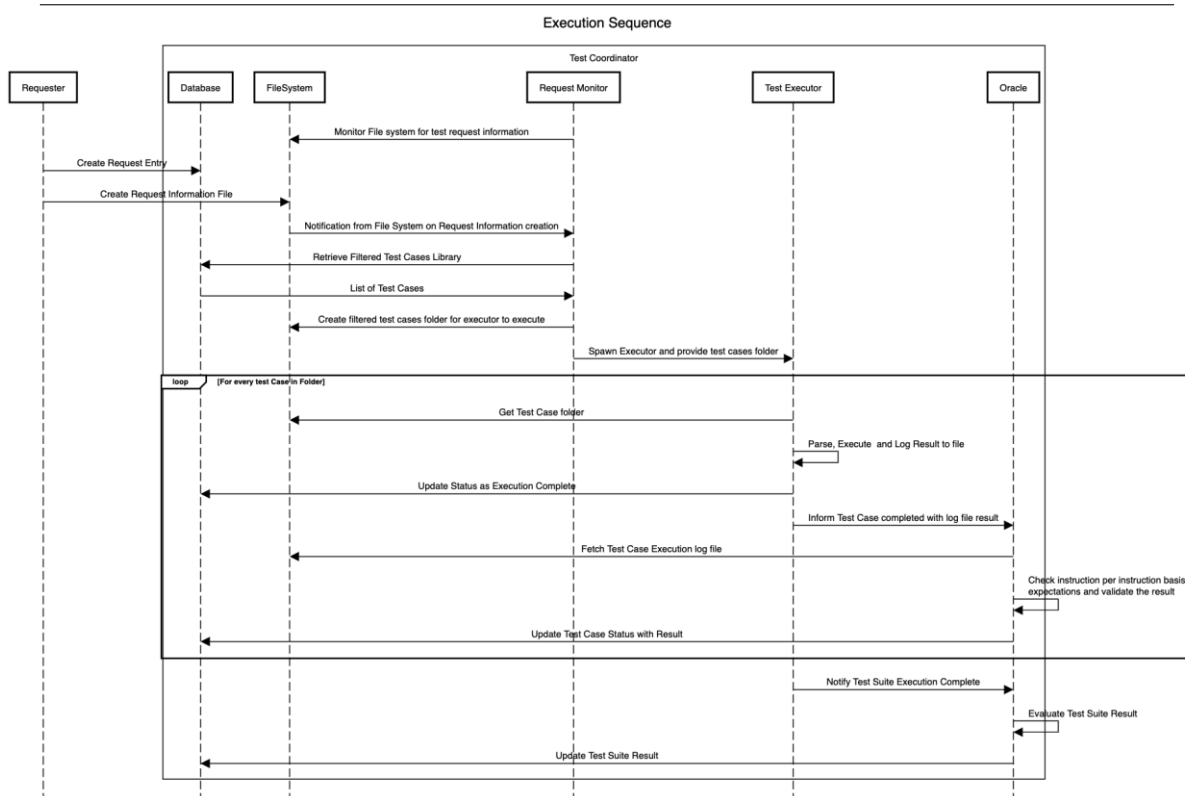 Execution Sequence
Test Coordinator
Requester
Database
FileSystem
Request Monitor
Test Executor
Oracle
Monitor File system for test request information
Create Request Entry
Create Request Information File
Notification from File System on Request Information creation
Retrieve Filtered Test Cases Library
List of Test Cases
Create filtered test cases folder for executor to execute
Spawn Executor and provide test cases folder
loop
[For every test Case in Folder]
Get Test Case folder
Parse, Execute and Log Result to file
Update Status as Execution Complete
Inform Test Case completed with log file result
Fetch Test Case Execution log file
Check instruction per instruction basis
expectations and validate the result
Update Test Case Status with Result
Notify Test Suite Execution Complete
Evaluate Test Suite Result
Update Test Suite Result